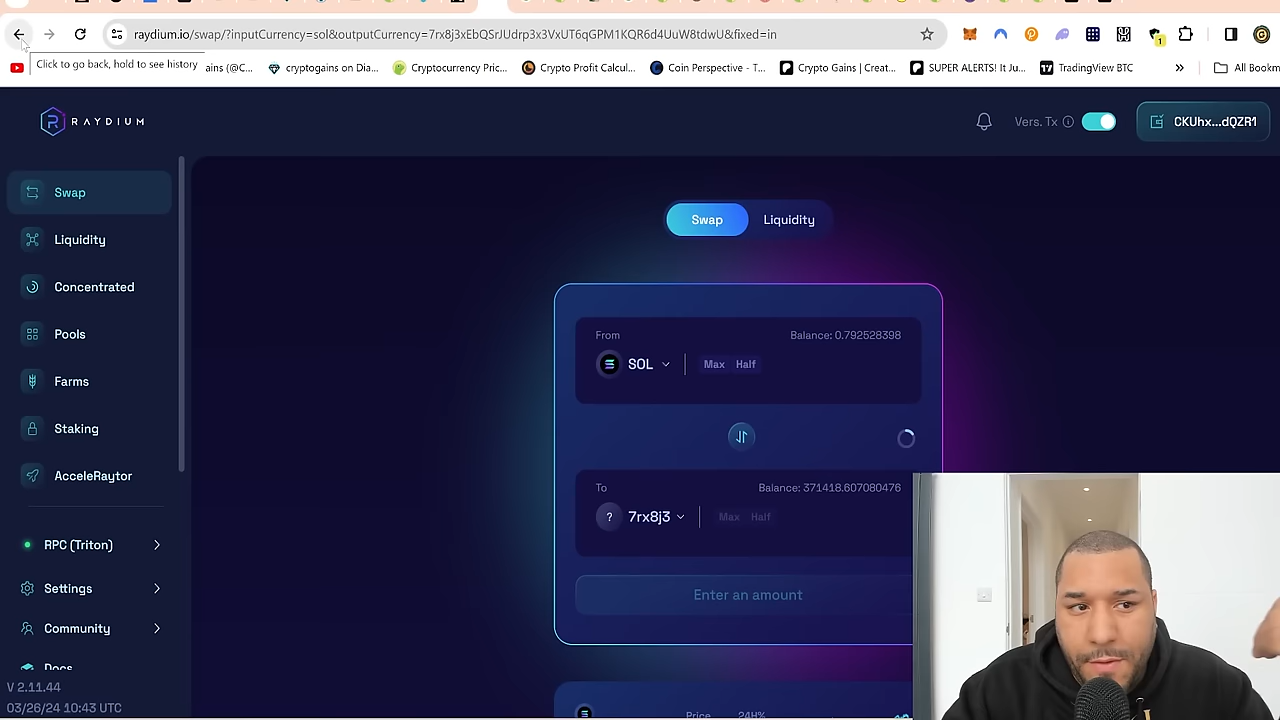 raydium.io/swap/?inputCurrency=sol&outputCurrency=7rx8j3xEbQSrJUdrp3x3VxUT6qGPM1KQR6d4UuW8tdwU&fixed=in
1
Click to go back, hold to see history
ains (@C...
cryptogains on Dia...
Cryptocurrency Pric...
Crypto Profit Calcul...
Coin Perspective - T...
Crypto Gains | Creat...
SUPER ALERTS! It Ju...
TradingView BTC
»
All Bookm
RAYDIUM
Vers. Tx
CKUhx...dQZR1
Swap
Liquidity
Concentrated
Pools
Farms
Staking
AcceleRaytor
RPC (Triton)
Settings
Community
Docs
V 2.11.44
03/26/24 10:43 UTC
Swap
Liquidity
From
Balance: 0.792528398
SOL
Max Half
To
Balance: 371418.607080476
? 7rx8j3
Max Half
Enter an amount
Price
24H%